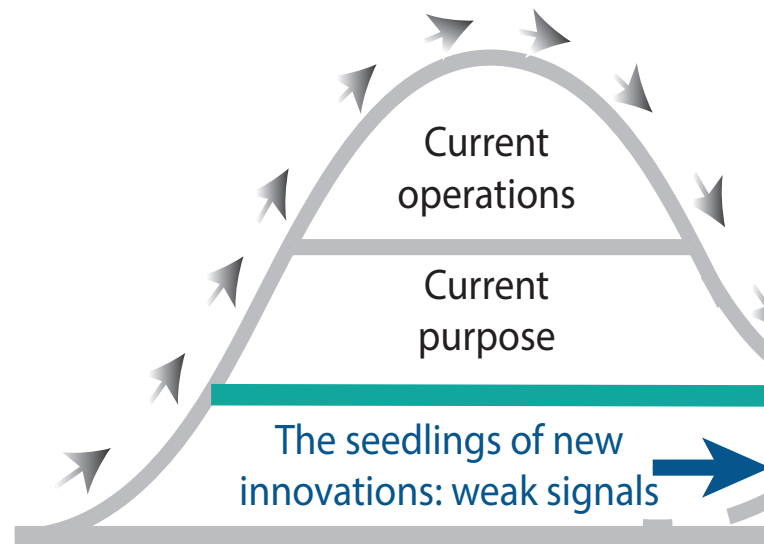 Current
operations
Current
purpose
The seedlings of new
innovations: weak signals